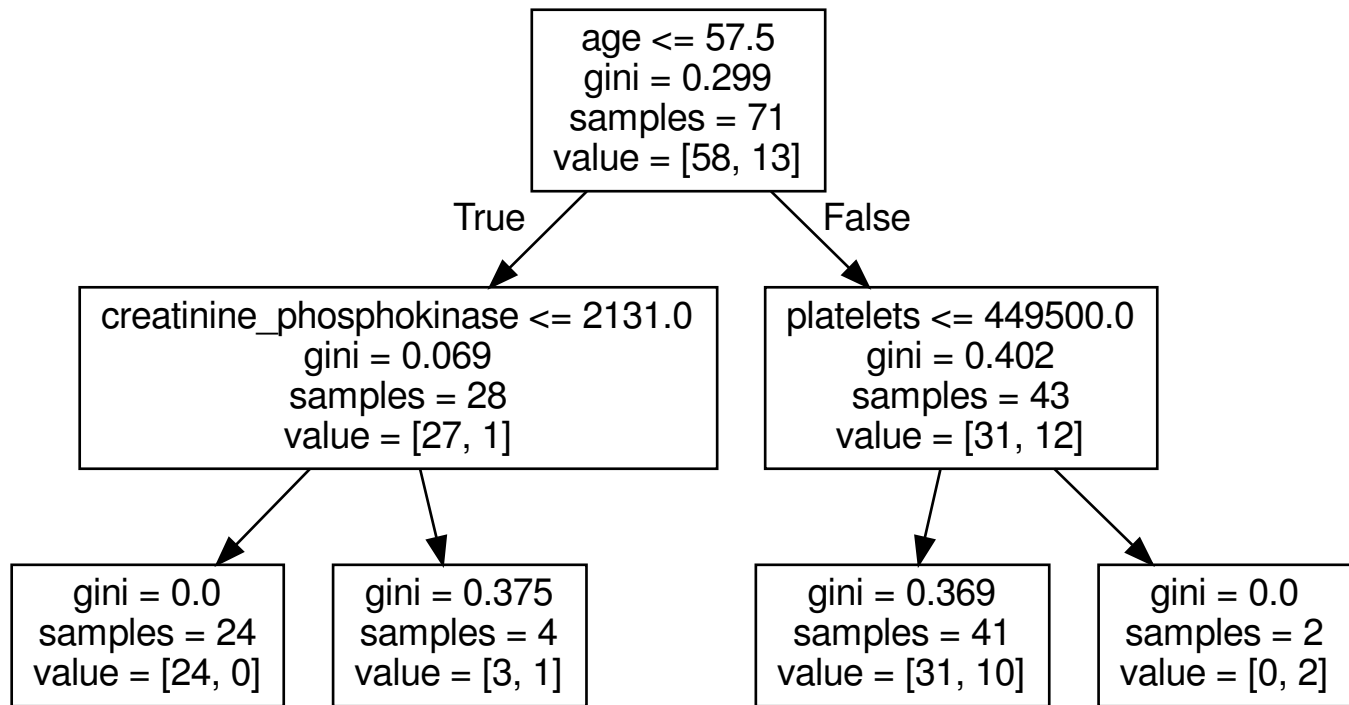 age <= 57.5
gini = 0.299
samples = 71
value = [58, 13]
True
False
creatinine_phosphokinase <= 2131.0
gini = 0.069
samples = 28
value = [27, 1]
platelets <= 449500.0
gini = 0.402
samples = 43
value = [31, 12]
gini = 0.0
samples = 24
value = [24, 0]
gini = 0.375
samples = 4
value = [3, 1]
gini = 0.369
samples = 41
value = [31, 10]
gini = 0.0
samples = 2
value = [0, 2]